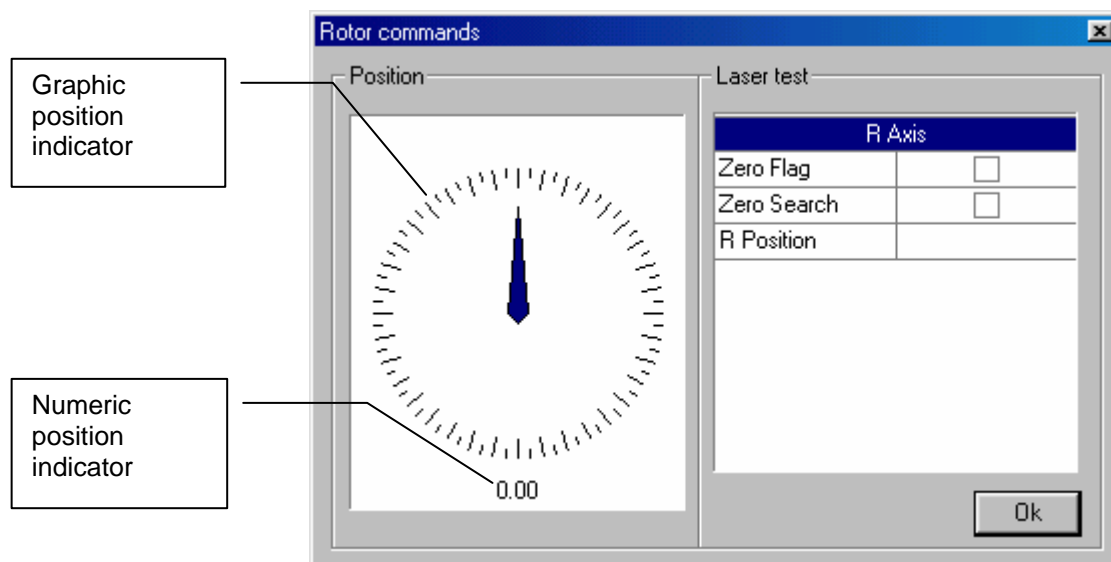 Rotor commands
Graphic
position
indicator
Position
Laser test
R Axis
Zero Flag
Zero Search
R Position
Numeric
position
indicator
0.00
Ok